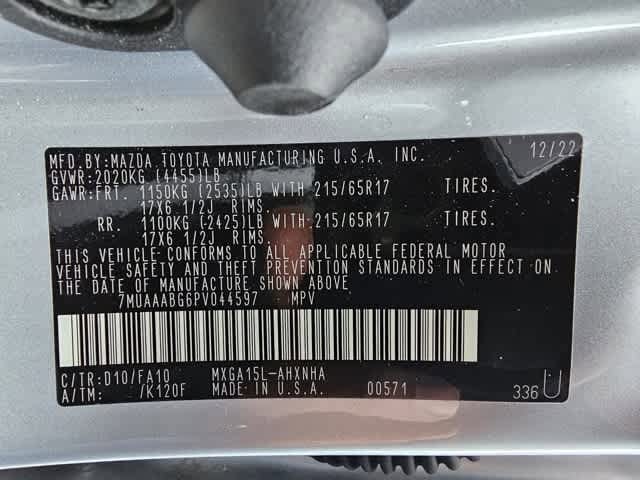 MFD.BY:MAZDA TOYOTA MANUFACTURING U.S.A. INC. 12/22
GVWR:2020KG (4455)LB
GAWR:FRT. 1150KG (2535)LB WITH 215/65R17 TIRES.
17X6 1/2J RIMS
RR. 1100KG (2425)LB WITH 215/65R17 TIRES.
17X6 1/2J RIMS.
THIS VEHICLE CONFORMS TO ALL APPLICABLE FEDERAL MOTOR
VEHICLE SAFETY AND THEFT PREVENTION STANDARDS IN EFFECT ON
THE DATE OF MANUFACTURE SHOWN ABOVE
7MUAAABG6PV044597 MPV
C/TR:D10/FA10 MXGA15L-AHXNHA
A/TM: /K120F MADE IN U.S.A. 00571 336U